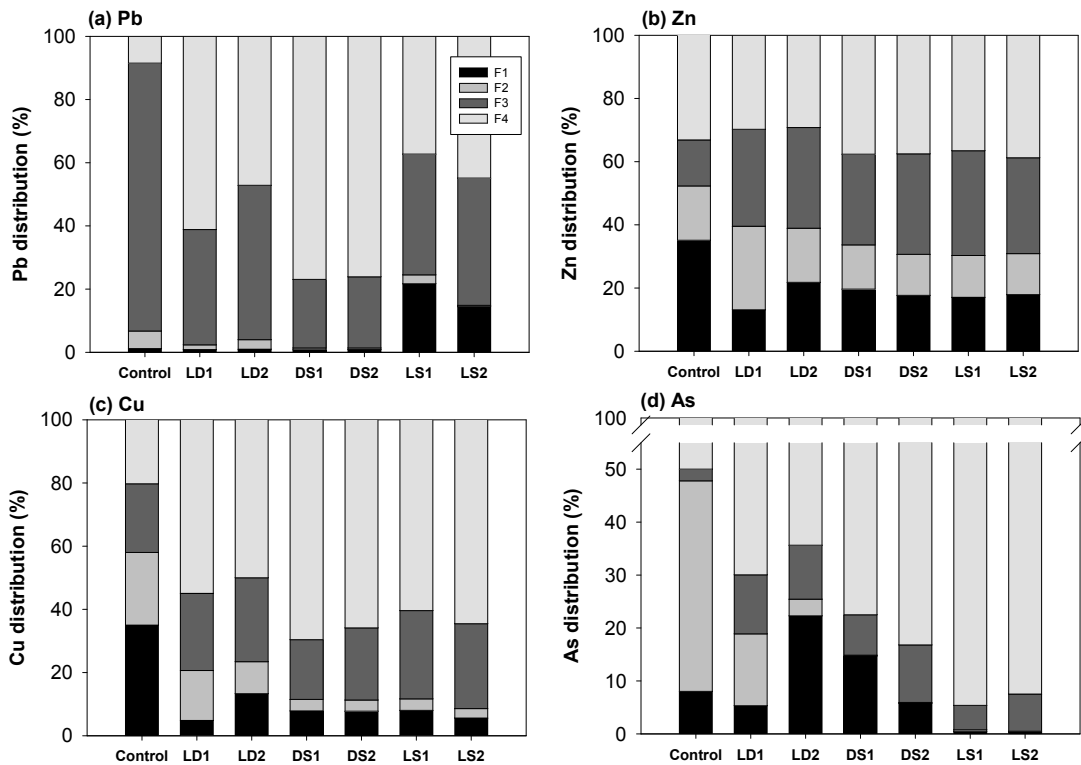 (a) Pb
100
80
60
40
20
0
Pb distribution (%)
F1
F2
F3
F4
Control LD1 LD2 DS1 DS2 LS1 LS2
(b) Zn
100
80
60
40
20
0
Zn distribution (%)
Control LD1 LD2 DS1 DS2 LS1 LS2
(c) Cu
100
80
60
40
20
0
Cu distribution (%)
Control LD1 LD2 DS1 DS2 LS1 LS2
(d) As
100
50
40
30
20
10
0
As distribution (%)
Control LD1 LD2 DS1 DS2 LS1 LS2